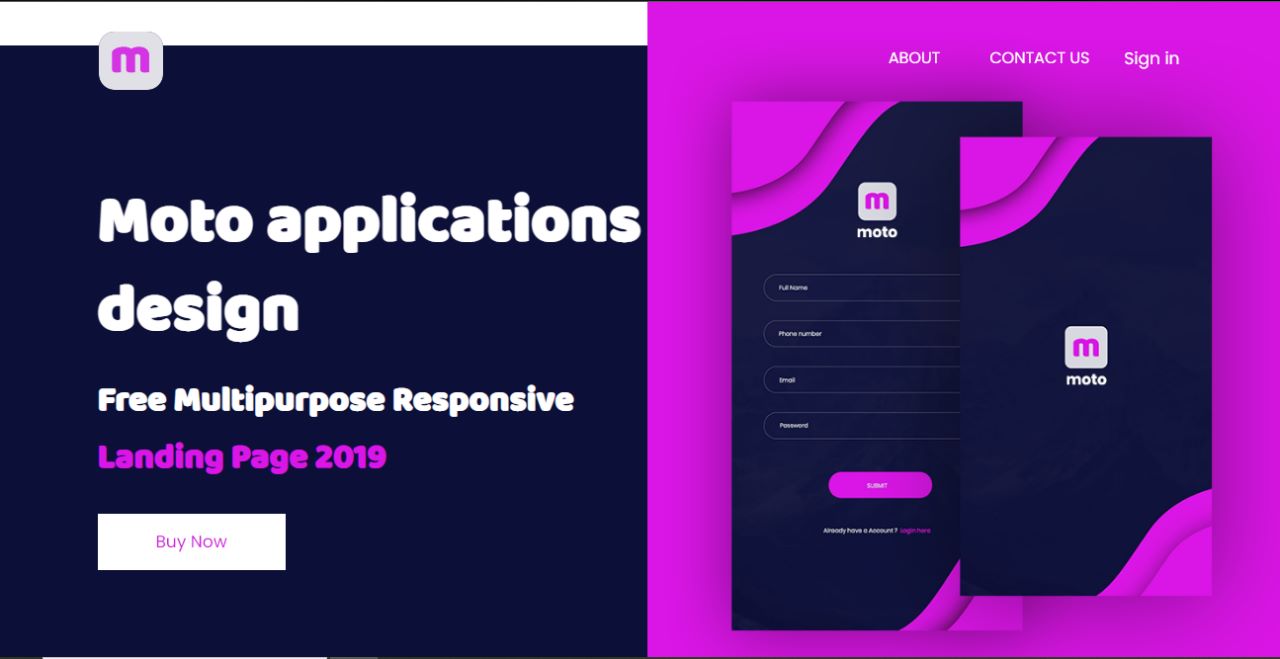 m
ABOUT CONTACT US Sign in
Moto applications
design
Free Multipurpose Responsive
Landing Page 2019
Buy Now
m
moto
Full Name
Phone number
Email
Password
SUBMIT
Already have a Account ? Login here
m
moto